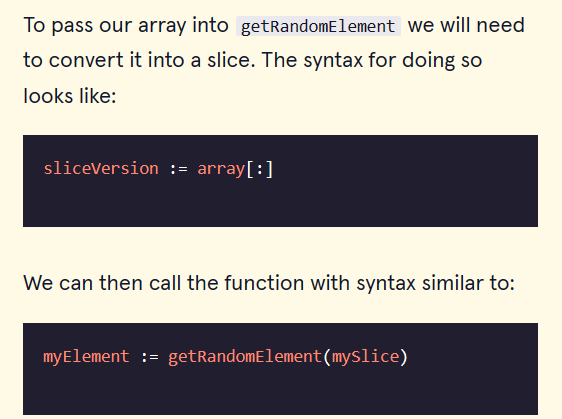 To pass our array into getRandomElement we will need
to convert it into a slice. The syntax for doing so
looks like:
sliceVersion := array[:]
We can then call the function with syntax similar to:
myElement := getRandomElement(mySlice)